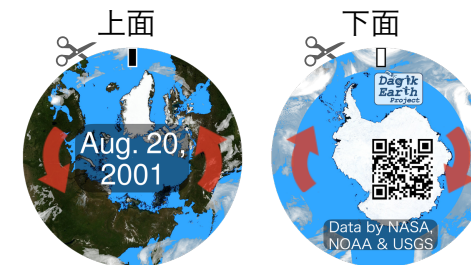 上面
下面
Aug. 20,
2001
Dagik
Earth
Project
Data by NASA,
NOAA & USGS